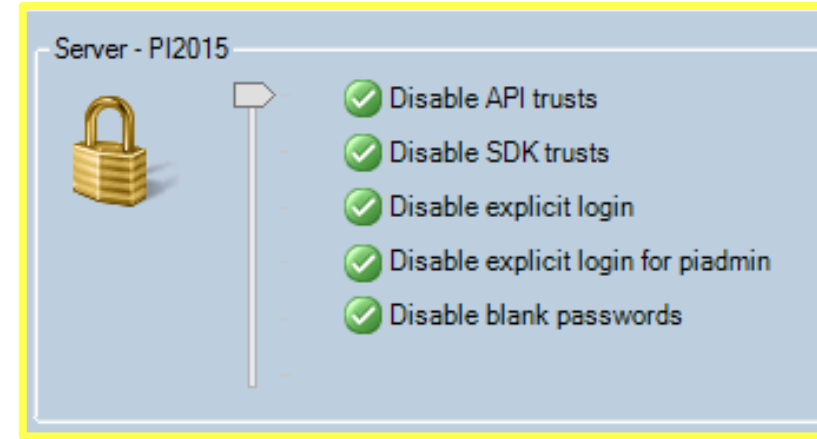 Server - PI2015
Disable API trusts
Disable SDK trusts
Disable explicit login
Disable explicit login for piadmin
Disable blank passwords